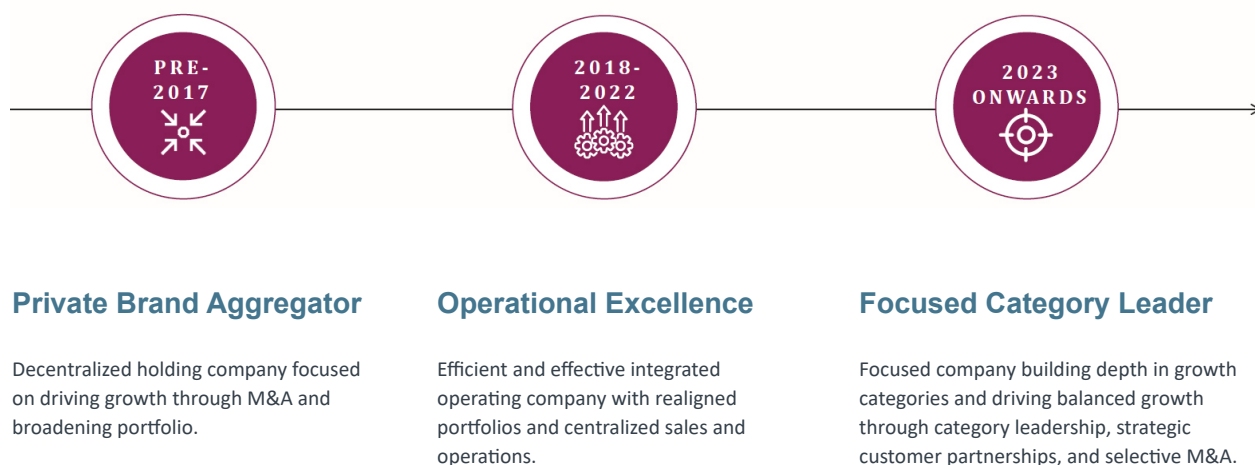 PRE-
2017
2018-
2022
2023
ONWARDS
Private Brand Aggregator
Decentralized holding company focused
on driving growth through M&A and
broadening portfolio.
Operational Excellence
Efficient and effective integrated
operating company with realigned
portfolios and centralized sales and
operations.
Focused Category Leader
Focused company building depth in growth
categories and driving balanced growth
through category leadership, strategic
customer partnerships, and selective M&A.